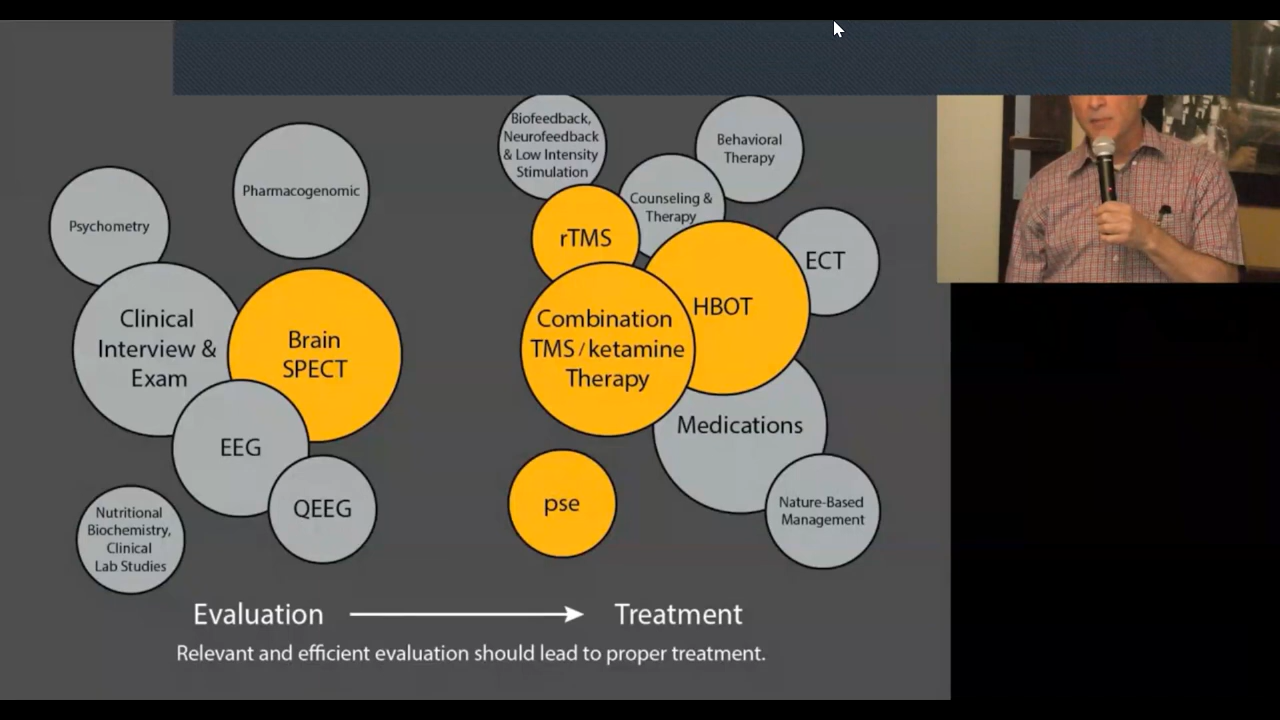 Psychometry
Pharmacogenomic
Clinical
Interview &
Exam
Brain
SPECT
EEG
QEEG
Nutritional
Biochemistry,
Clinical
Lab Studies
Biofeedback,
Neurofeedback
& Low Intensity
Stimulation
Behavioral
Therapy
Counseling &
Therapy
rTMS
ECT
HBOT
Combination
TMS/ketamine
Therapy
Medications
pse
Nature-Based
Management
Evaluation
Treatment
Relevant and efficient evaluation should lead to proper treatment.